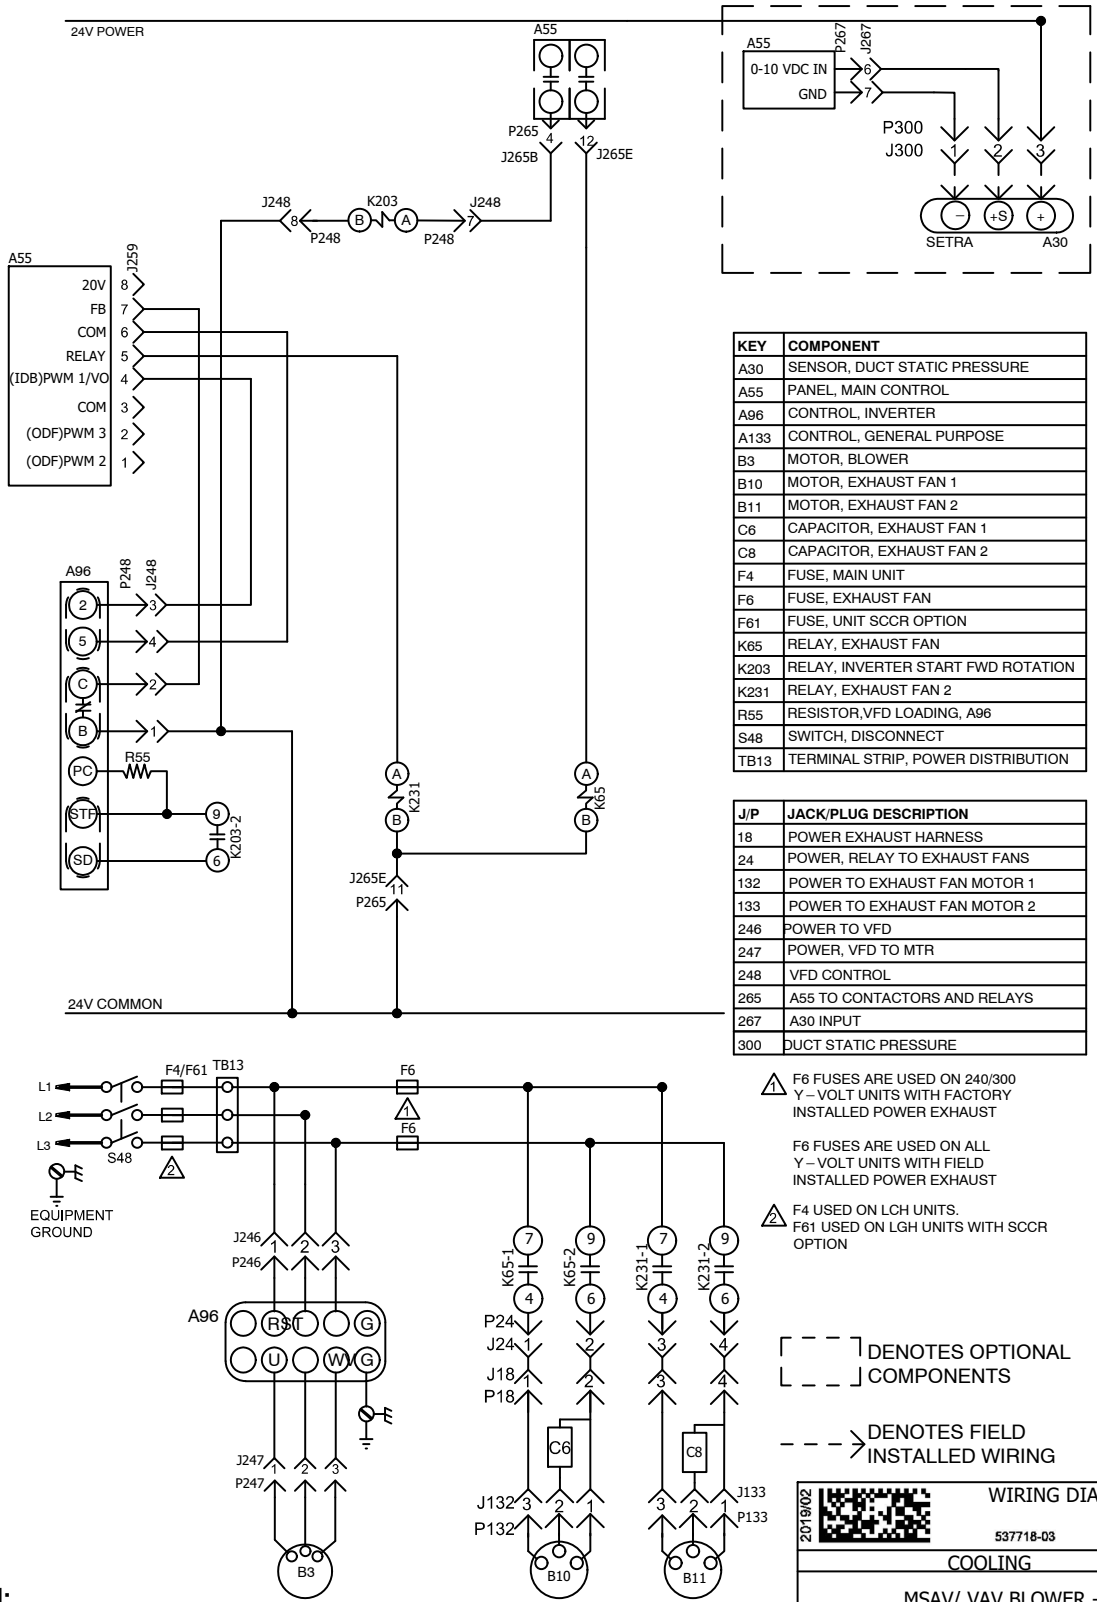 24V POWER
A55
P265
4
J265B
12
J265E
J248
8
P248
B
K203
A
P248
J248
7
A55
0-10 VDC IN
GND
P267
J267
6
7
P300
J300
1
2
3
−
+S
+
SETRA
A30
A55
J259
20V 8
FB 7
COM 6
RELAY 5
(IDB)PWM 1/VO 4
COM 3
(ODF)PWM 3 2
(ODF)PWM 2 1
A96
P248
J248
2
3
5
4
C
2
B
1
PC
R55
STF
SD
9
6
K203-2
A
B
K231
A
B
K65
J265E
11
P265
24V COMMON
KEY COMPONENT
A30 SENSOR, DUCT STATIC PRESSURE
A55 PANEL, MAIN CONTROL
A96 CONTROL, INVERTER
A133 CONTROL, GENERAL PURPOSE
B3 MOTOR, BLOWER
B10 MOTOR, EXHAUST FAN 1
B11 MOTOR, EXHAUST FAN 2
C6 CAPACITOR, EXHAUST FAN 1
C8 CAPACITOR, EXHAUST FAN 2
F4 FUSE, MAIN UNIT
F6 FUSE, EXHAUST FAN
F61 FUSE, UNIT SCCR OPTION
K65 RELAY, EXHAUST FAN
K203 RELAY, INVERTER START FWD ROTATION
K231 RELAY, EXHAUST FAN 2
R55 RESISTOR,VFD LOADING, A96
S48 SWITCH, DISCONNECT
TB13 TERMINAL STRIP, POWER DISTRIBUTION
J/P JACK/PLUG DESCRIPTION
18 POWER EXHAUST HARNESS
24 POWER, RELAY TO EXHAUST FANS
132 POWER TO EXHAUST FAN MOTOR 1
133 POWER TO EXHAUST FAN MOTOR 2
246 POWER TO VFD
247 POWER, VFD TO MTR
248 VFD CONTROL
265 A55 TO CONTACTORS AND RELAYS
267 A30 INPUT
300 DUCT STATIC PRESSURE
L1
L2
L3
S48
F4/F61
TB13
2
F6
1
F6
EQUIPMENT
GROUND
1 F6 FUSES ARE USED ON 240/300
Y–VOLT UNITS WITH FACTORY
INSTALLED POWER EXHAUST
F6 FUSES ARE USED ON ALL
Y–VOLT UNITS WITH FIELD
INSTALLED POWER EXHAUST
2 F4 USED ON LCH UNITS.
F61 USED ON LGH UNITS WITH SCCR
OPTION
J246
1 2 3
P246
A96
R S T G
U W V G
J247
1 2 3
P247
B3
7 9 7 9
K65-1 K65-2 K231-1 K231-2
4 6 4 6
P24
J24 1 2 3 4
J18 1 2 3 4
P18
C6
C8
J132 3 2 1
P132
3 2 1 J133
P133
B10
B11
DENOTES OPTIONAL
COMPONENTS
DENOTES FIELD
INSTALLED WIRING
2019/02
WIRING DIA
537718-03
COOLING
MSAV/ VAV BLOWER -